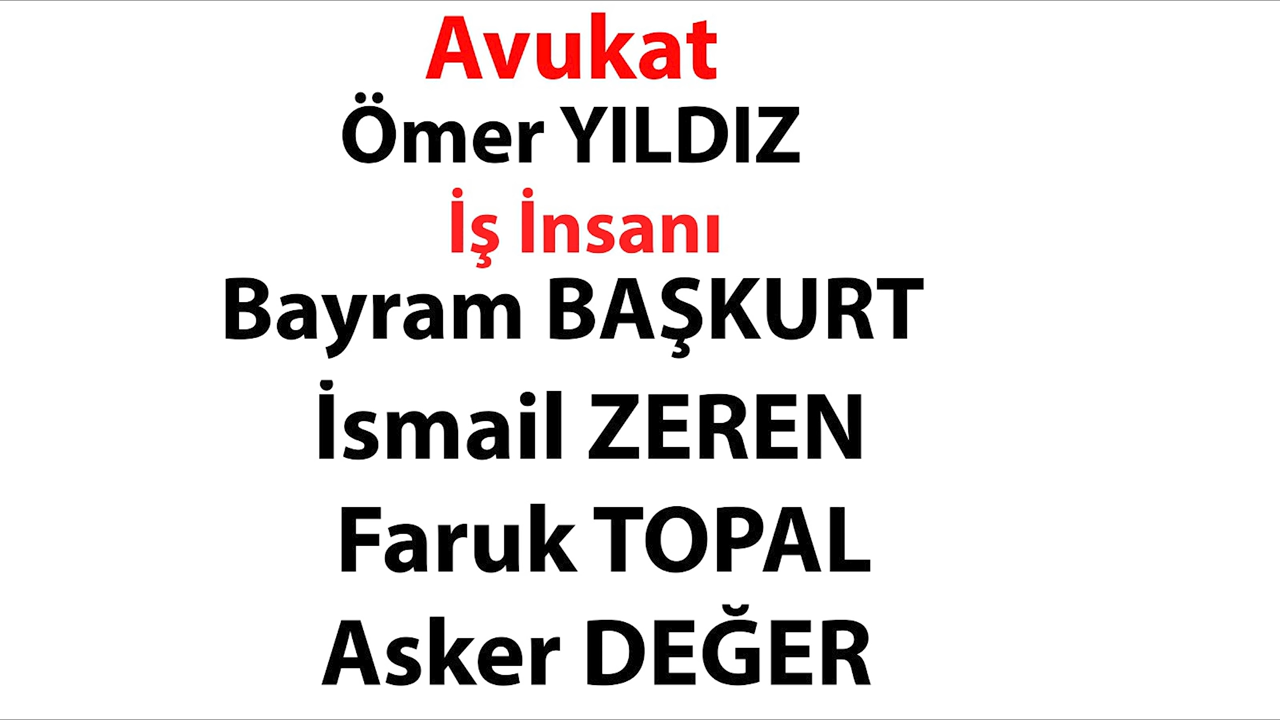 Avukat
Ömer YILDIZ
İş İnsanı
Bayram BAŞKURT
İsmail ZEREN
Faruk TOPAL
Asker DEĞER